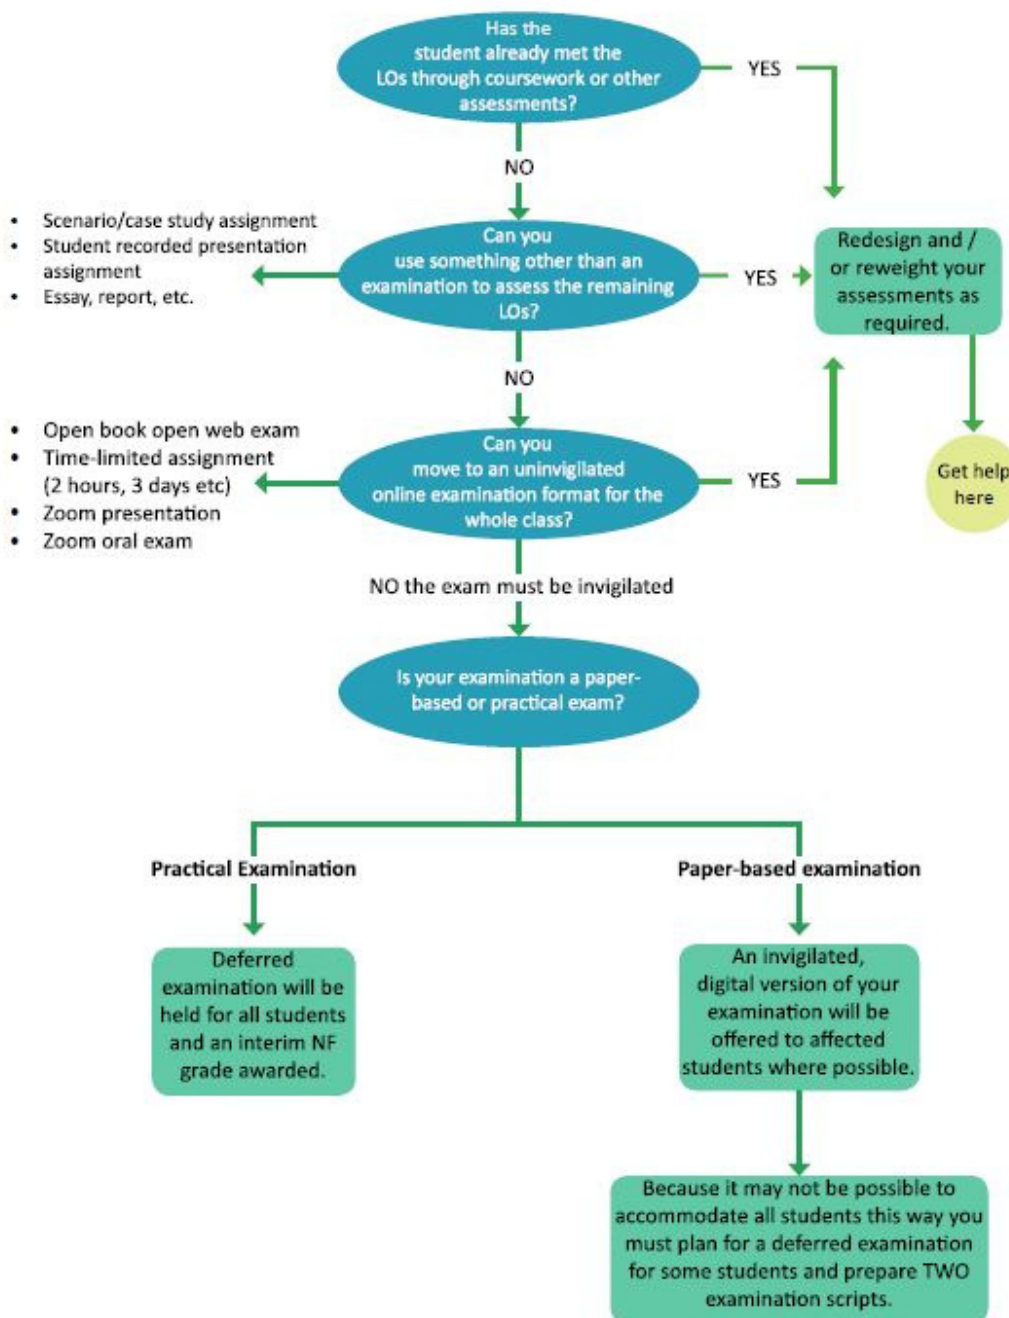 Has the
student already met the
LOs through coursework or other
assessments?
YES
NO
• Scenario/case study assignment
• Student recorded presentation
assignment
• Essay, report, etc.
Can you
use something other than an
examination to assess the remaining
LOs?
YES
Redesign and /
or reweight your
assessments as
required.
NO
• Open book open web exam
• Time-limited assignment
(2 hours, 3 days etc)
• Zoom presentation
• Zoom oral exam
Can you
move to an uninvigilated
online examination format for the
whole class?
YES
Get help
here
NO the exam must be invigilated
Is your examination a paper-
based or practical exam?
Practical Examination
Paper-based examination
Deferred
examination will be
held for all students
and an interim NF
grade awarded.
An invigilated,
digital version of your
examination will be
offered to affected
students where possible.
Because it may not be possible to
accommodate all students this way you
must plan for a deferred examination
for some students and prepare TWO
examination scripts.